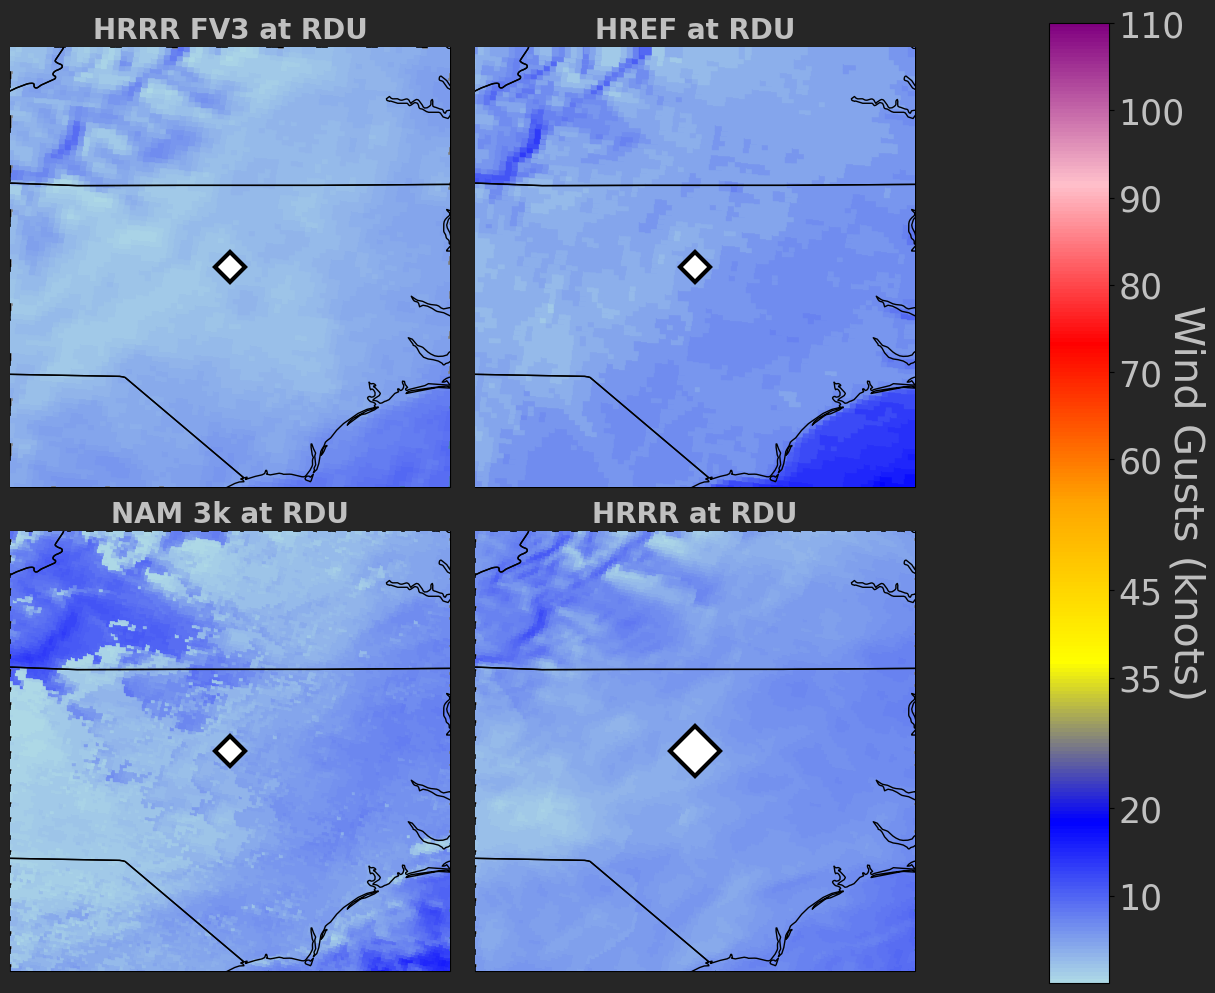 HRRR FV3 at RDU
HREF at RDU
NAM 3k at RDU
HRRR at RDU
110
100
90
80
70
60
45
35
20
10
Wind Gusts (knots)